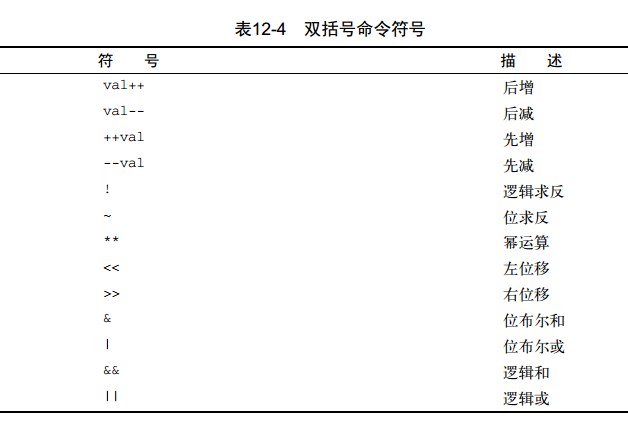 表12-4 双括号命令符号
符 号 描 述
val++ 后增
val-- 后减
++val 先增
--val 先减
! 逻辑求反
~ 位求反
** 幂运算
<< 左位移
>> 右位移
& 位布尔和
| 位布尔或
&& 逻辑和
|| 逻辑或